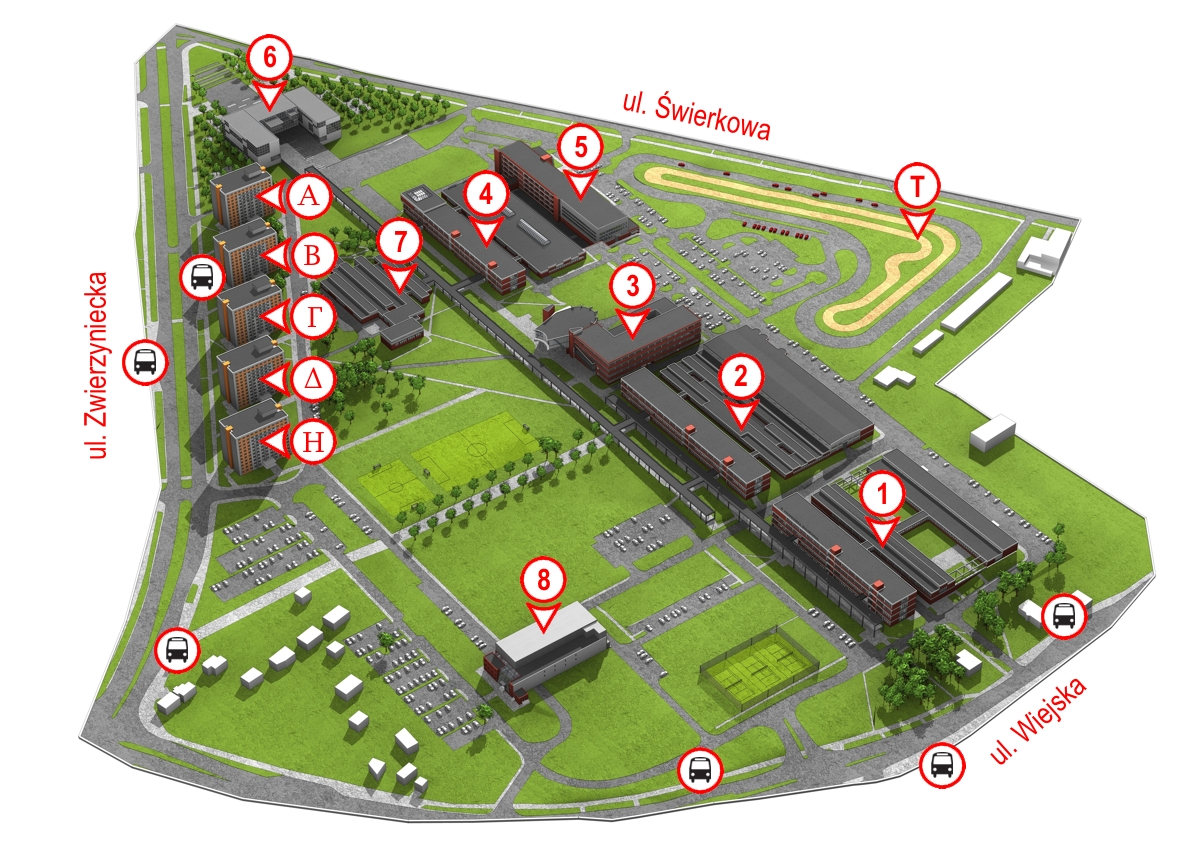 6
ul. Świerkowa
5
T
A
4
B
7
ul. Zwierzyniecka
Γ
3
Δ
2
H
1
8
ul. Wiejska